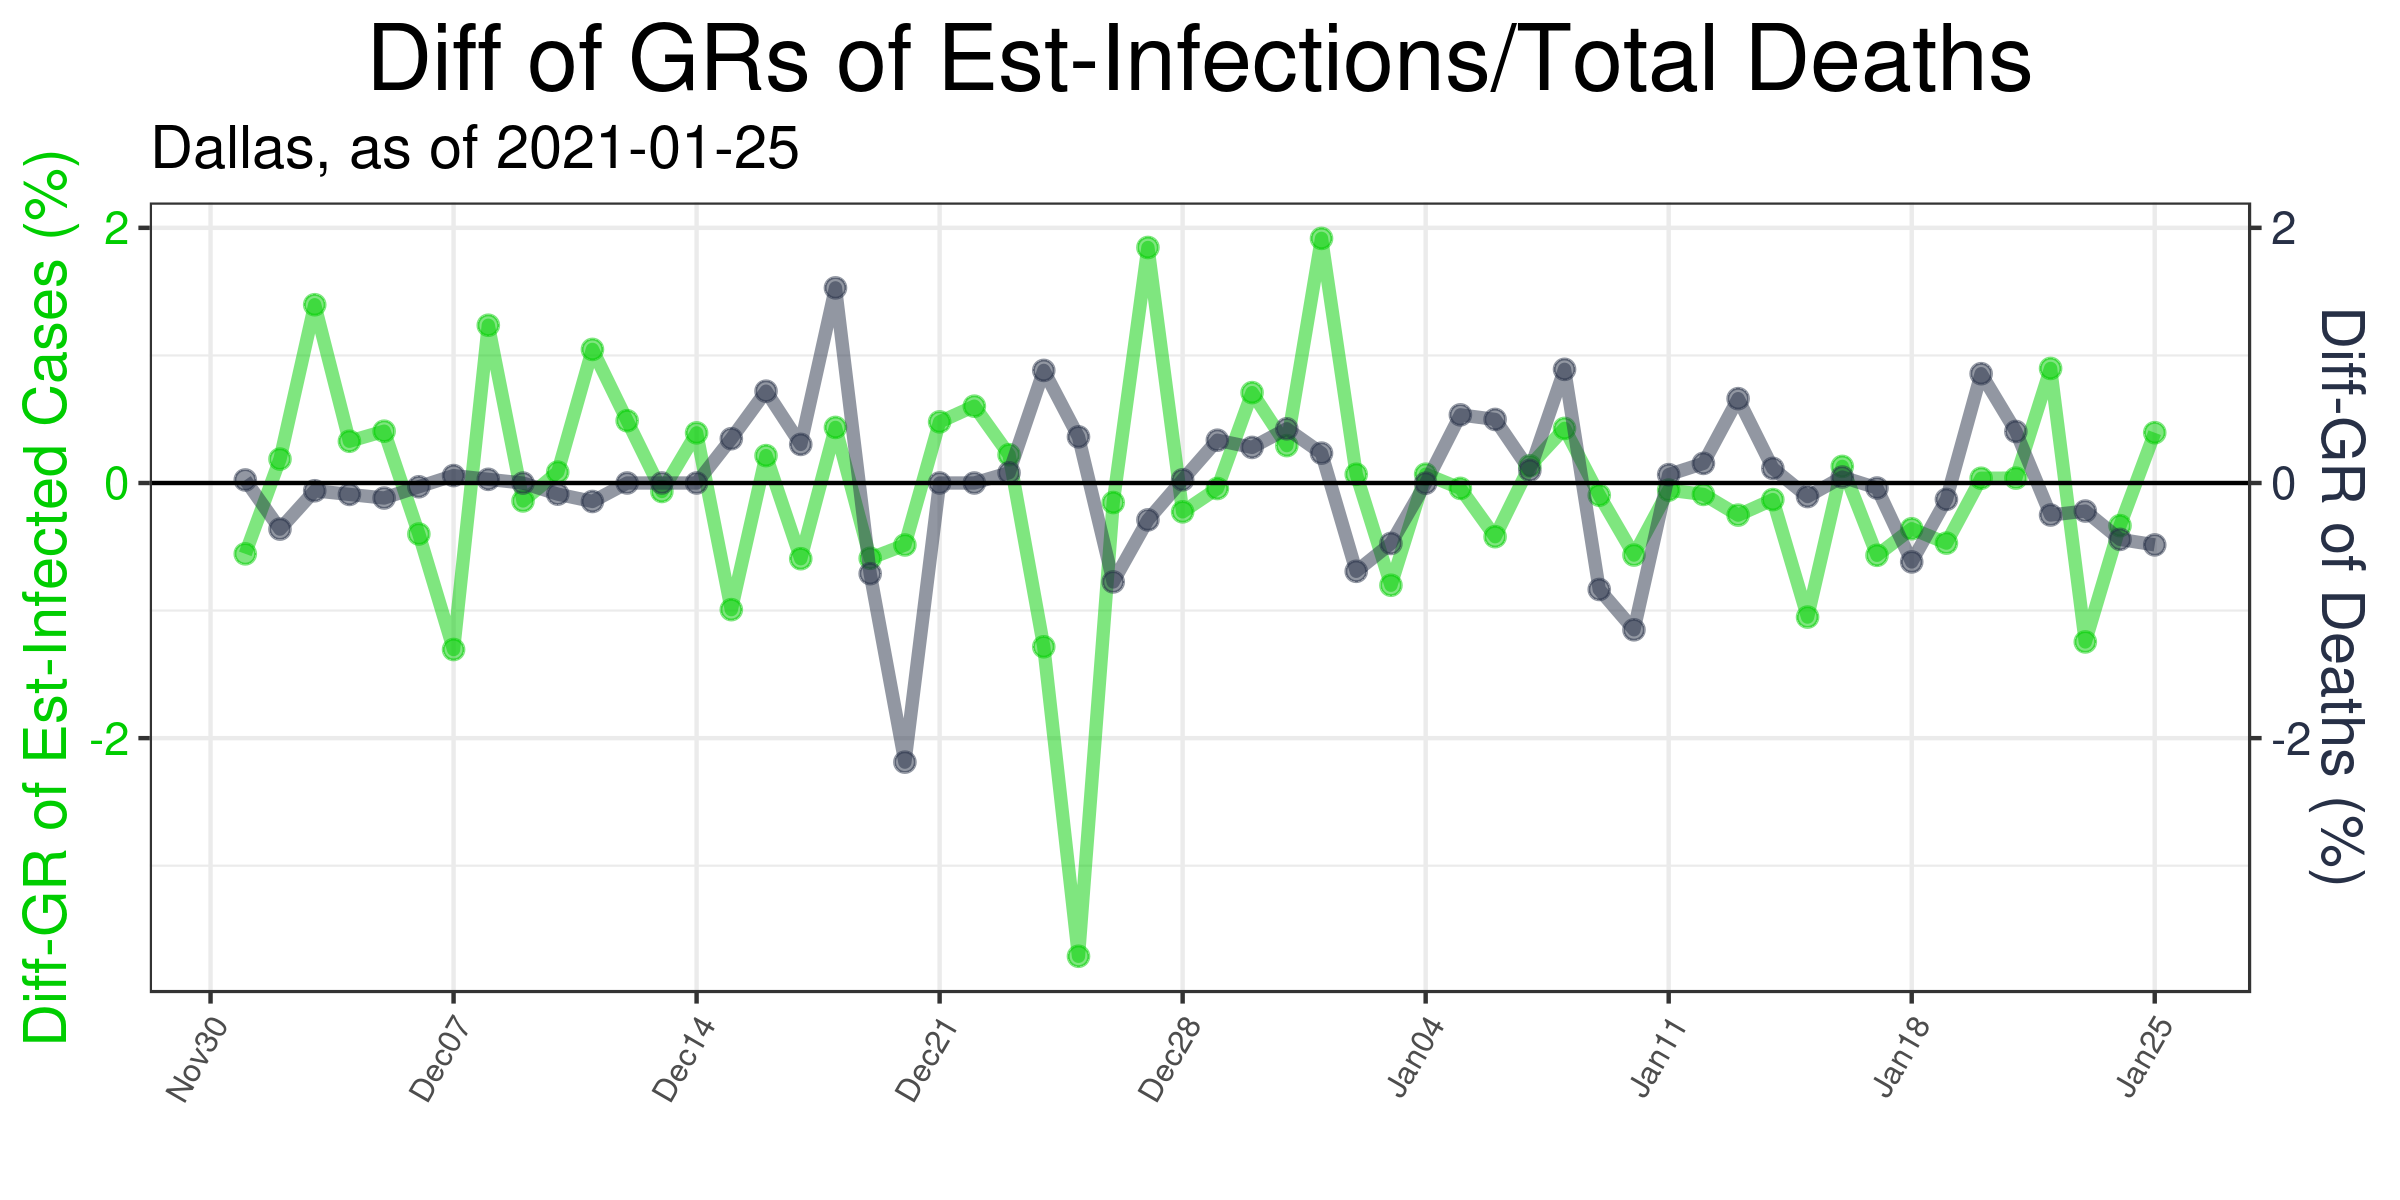 Diff of GRs of Est-Infections/Total Deaths
Dallas, as of 2021-01-25
Diff-GR of Est-Infected Cases (%)
2
0
-2
2
0
-2
Diff-GR of Deaths (%)
Nov30
Dec07
Dec14
Dec21
Dec28
Jan04
Jan11
Jan18
Jan25